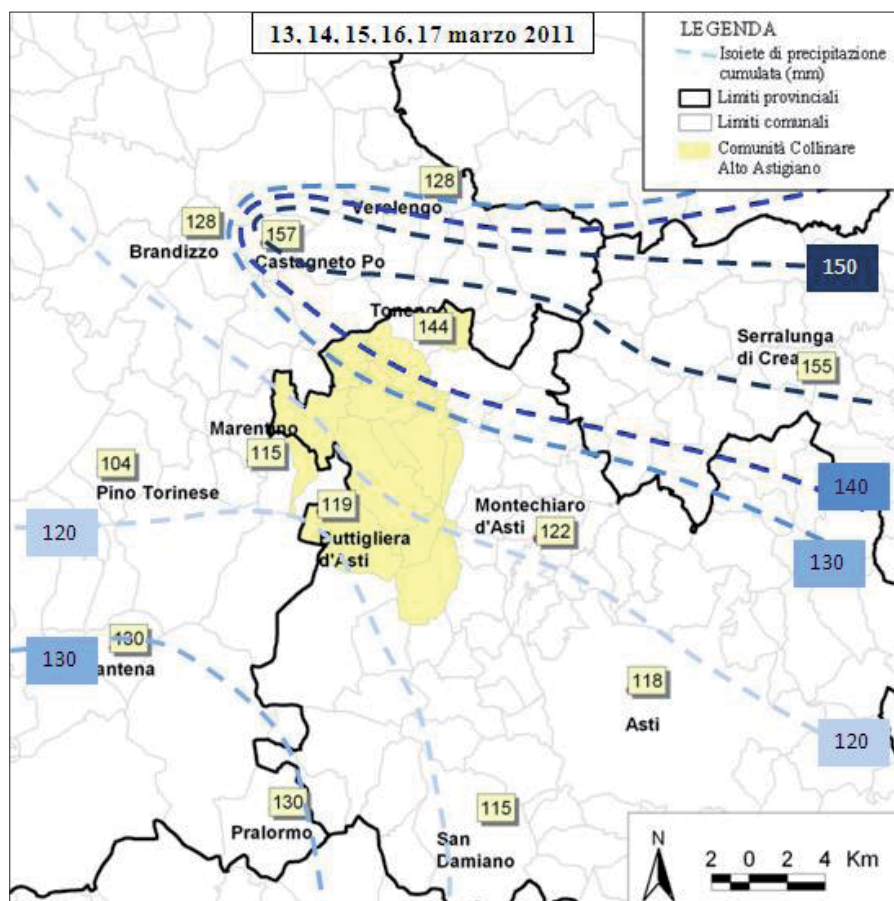 13, 14, 15, 16, 17 marzo 2011
LEGENDA
Isoiete di precipitazione
cumulata (mm)
Limiti provinciali
Limiti comunali
Comunità Collinare
Alto Astigiano
128
Verolengo
128
Brandizzo
157
Castagneto Po
150
Tonengo
144
Serralunga
di Crea
155
Marentino
115
104
Pino Torinese
140
119
Buttigliera
d'Asti
Montechiaro
d'Asti
122
120
130
130
130
antena
118
Asti
120
130
Pralormo
115
San
Damiano
N
2 0 2 4 Km